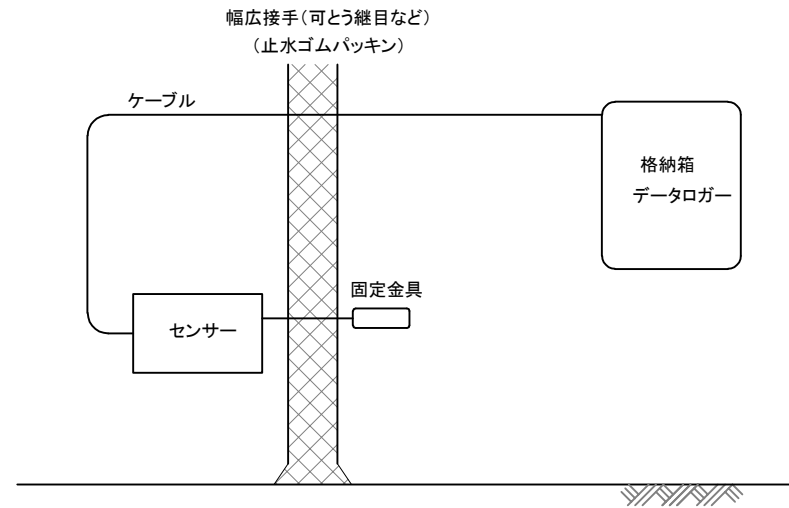 幅広接手(可とう継目など)
(止水ゴムパッキン)
ケーブル
格納箱
データロガー
固定金具
センサー